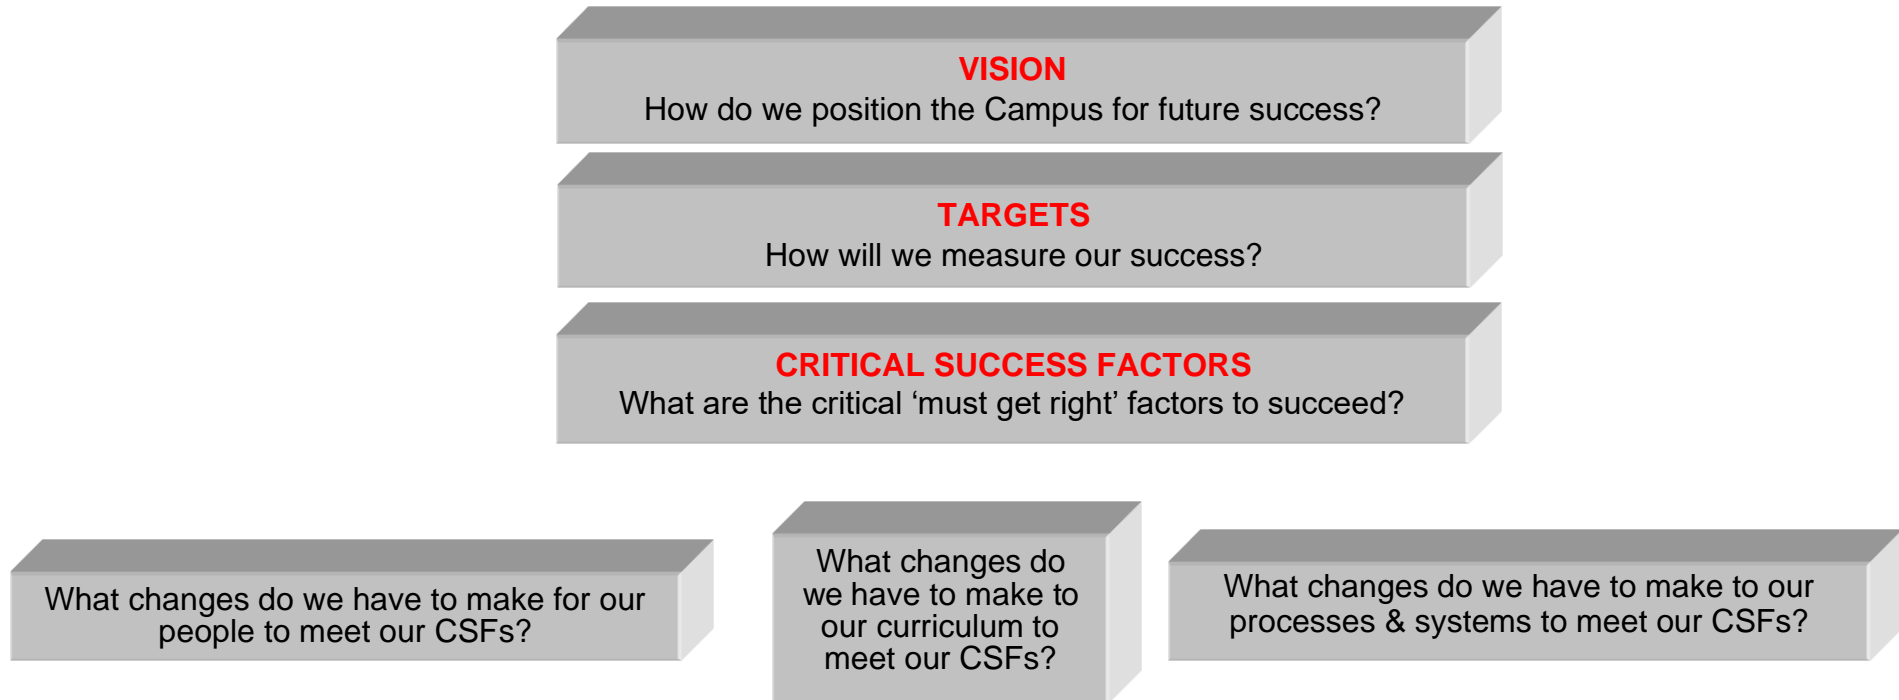 VISION
How do we position the Campus for future success?
TARGETS
How will we measure our success?
CRITICAL SUCCESS FACTORS
What are the critical ‘must get right’ factors to succeed?
What changes do we have to make for our
people to meet our CSFs?
What changes do
we have to make to
our curriculum to
meet our CSFs?
What changes do we have to make to our
processes & systems to meet our CSFs?